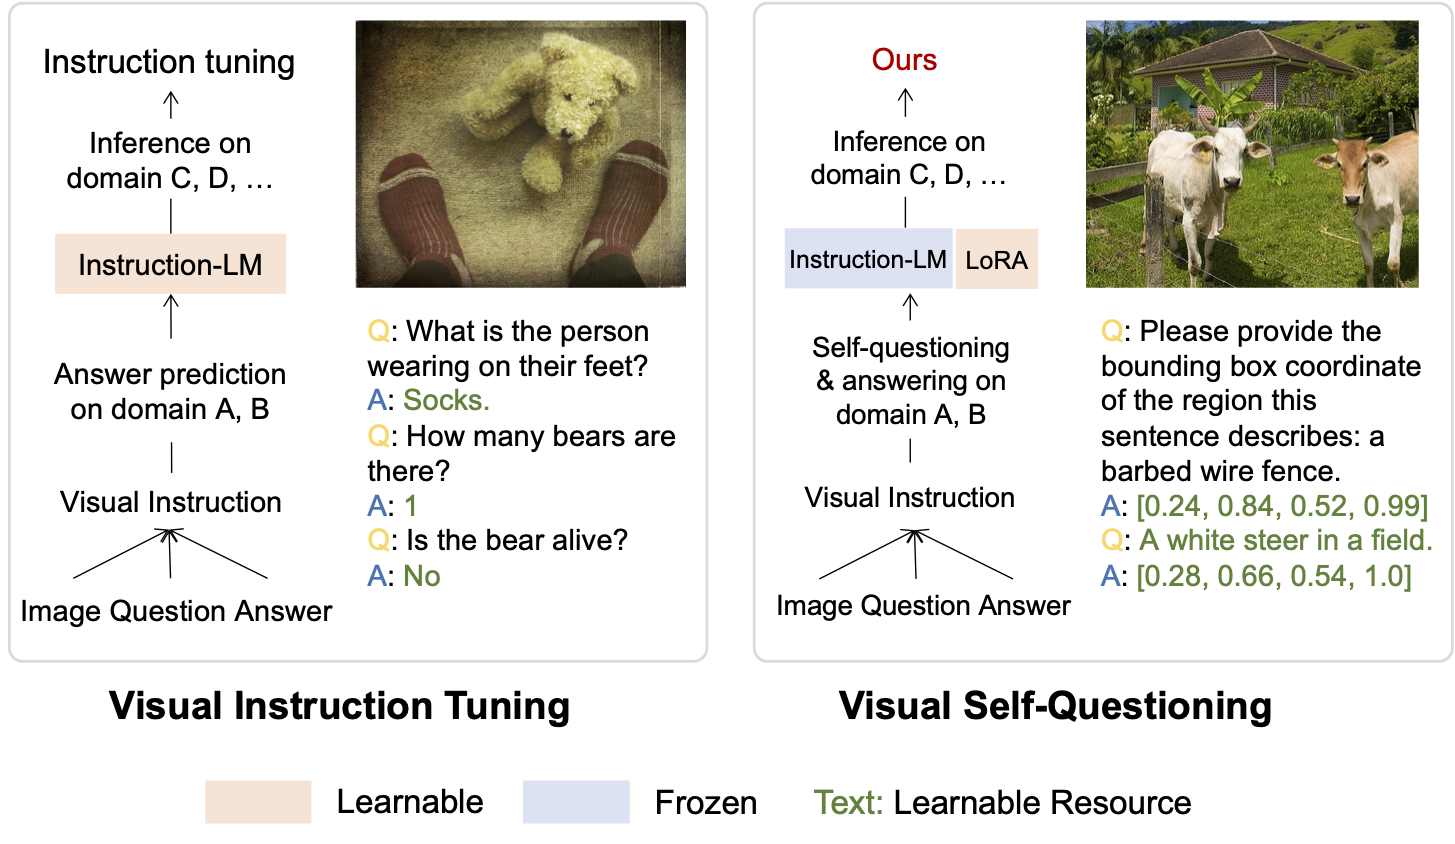 Instruction tuning
Inference on
domain C, D, …
Instruction-LM
Answer prediction
on domain A, B
Visual Instruction
Image Question Answer
Q: What is the person
wearing on their feet?
A: Socks.
Q: How many bears are
there?
A: 1
Q: Is the bear alive?
A: No
Visual Instruction Tuning
Ours
Inference on
domain C, D, …
Instruction-LM LoRA
Self-questioning
& answering on
domain A, B
Visual Instruction
Image Question Answer
Q: Please provide the
bounding box coordinate
of the region this
sentence describes: a
barbed wire fence.
A: [0.24, 0.84, 0.52, 0.99]
Q: A white steer in a field.
A: [0.28, 0.66, 0.54, 1.0]
Visual Self-Questioning
Learnable
Frozen
Text: Learnable Resource